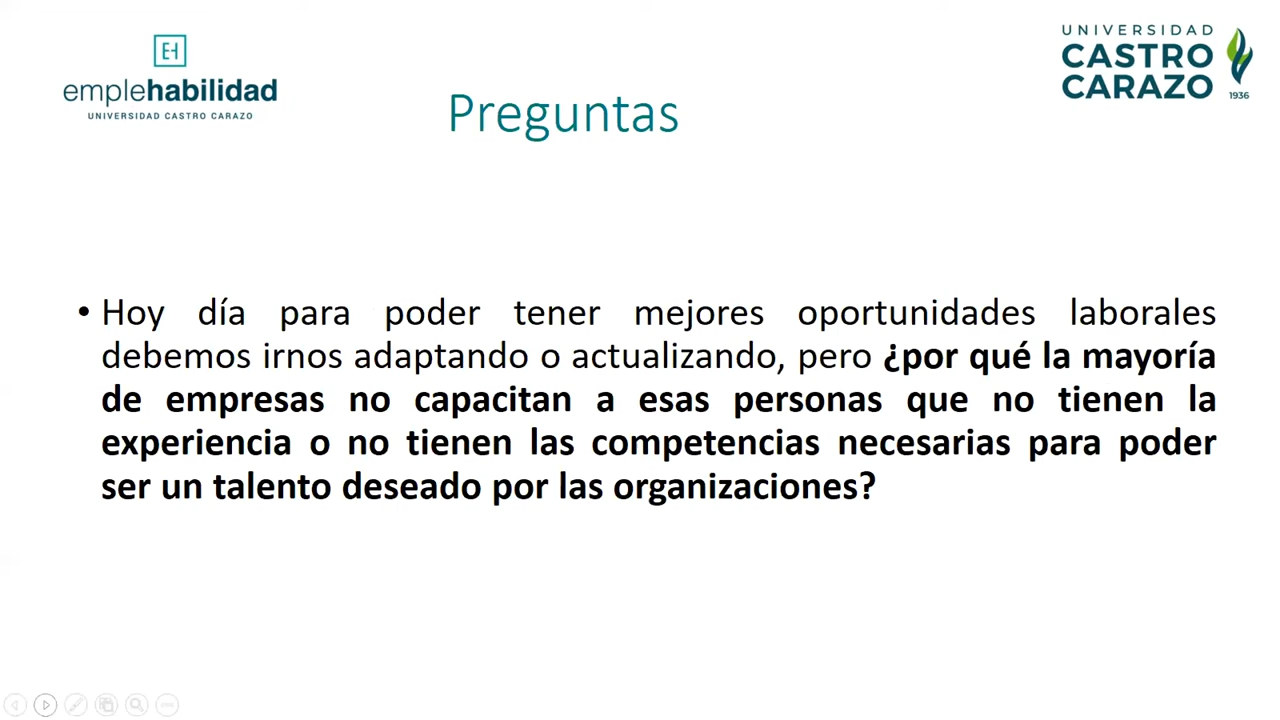 EH
emplehabilidad
UNIVERSIDAD CASTRO CARAZO
UNIVERSIDAD
CASTRO
CARAZO
1936
Preguntas
• Hoy día para poder tener mejores oportunidades laborales
debemos irnos adaptando o actualizando, pero ¿por qué la mayoría
de empresas no capacitan a esas personas que no tienen la
experiencia o no tienen las competencias necesarias para poder
ser un talento deseado por las organizaciones?